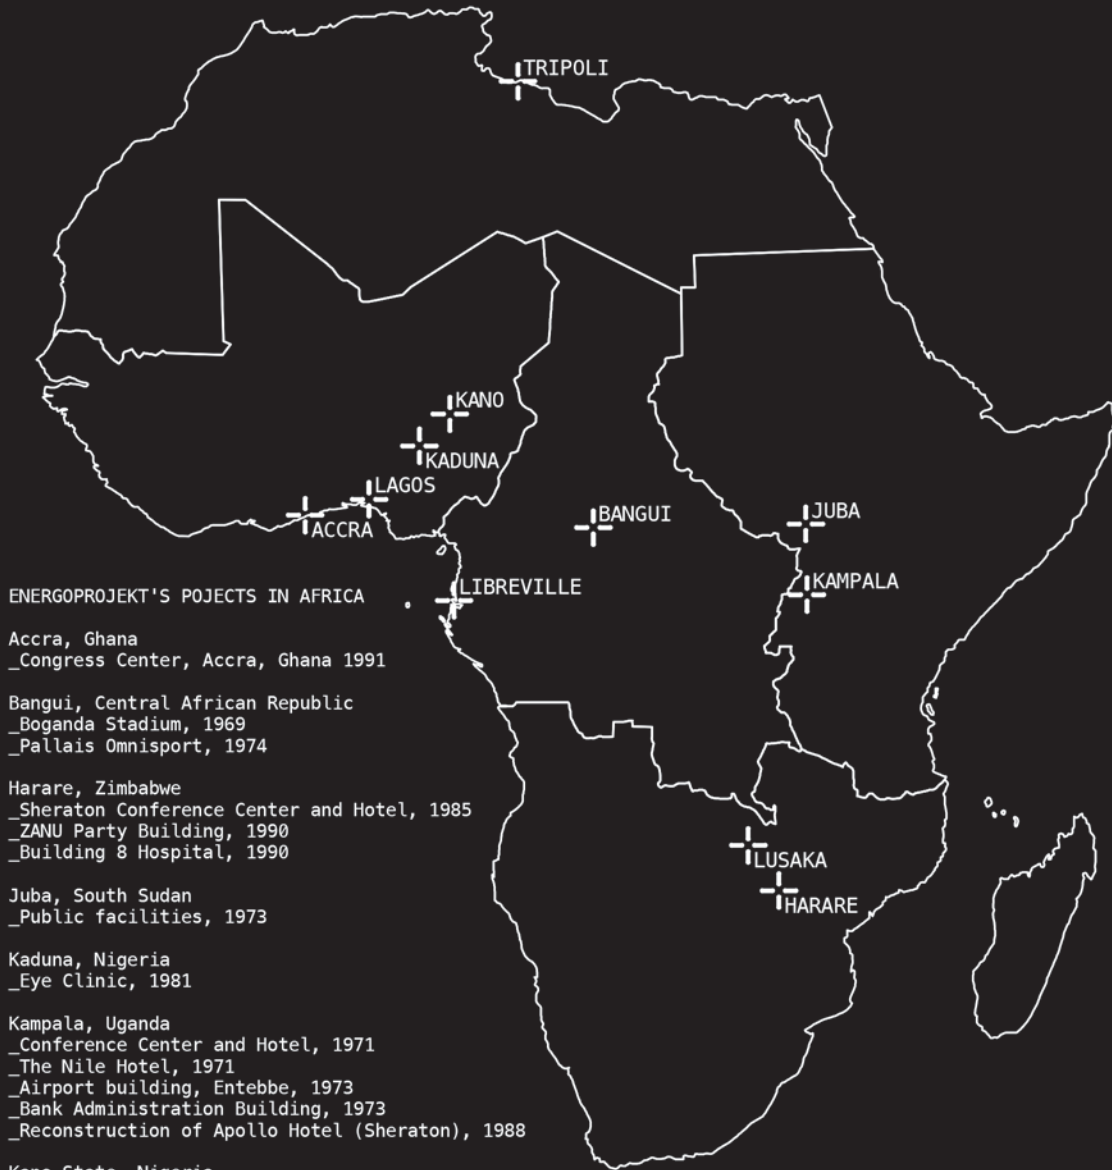 TRIPOLI
KANO
KADUNA
LAGOS
ACCRA
BANGUI
JUBA
LIBREVILLE
KAMPALA
LUSAKA
HARARE
ENERGOPROJEKT'S POJECTS IN AFRICA
Accra, Ghana
_Congress Center, Accra, Ghana 1991
Bangui, Central African Republic
_Boganda Stadium, 1969
_Pallais Omnisport, 1974
Harare, Zimbabwe
_Sheraton Conference Center and Hotel, 1985
_ZANU Party Building, 1990
_Building 8 Hospital, 1990
Juba, South Sudan
_Public facilities, 1973
Kaduna, Nigeria
_Eye Clinic, 1981
Kampala, Uganda
_Conference Center and Hotel, 1971
_The Nile Hotel, 1971
_Airport building, Entebbe, 1973
_Bank Administration Building, 1973
_Reconstruction of Apollo Hotel (Sheraton), 1988
Kano State, Nigeria